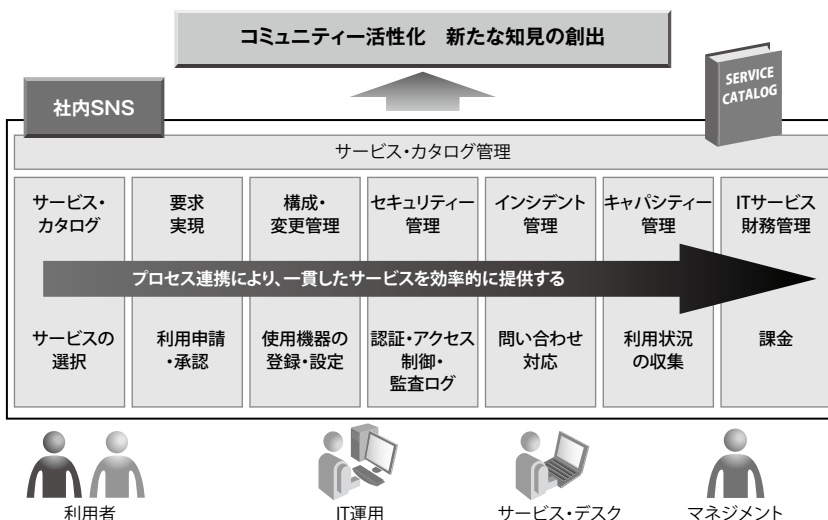 コミュニティー活性化　新たな知見の創出
社内SNS
SERVICE
CATALOG
サービス・カタログ管理
サービス・
カタログ
要求
実現
構成・
変更管理
セキュリティー
管理
インシデント
管理
キャパシティー
管理
ITサービス
財務管理
プロセス連携により、一貫したサービスを効率的に提供する
サービスの
選択
利用申請
・承認
使用機器の
登録・設定
認証・アクセス
制御・
監査ログ
問い合わせ
対応
利用状況
の収集
課金
利用者
IT運用
サービス・デスク
マネジメント